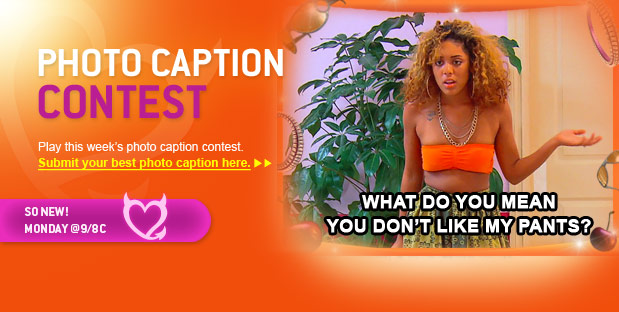 PHOTO CAPTION
CONTEST
Play this week's photo caption contest.
Submit your best photo caption here.
SO NEW!
MONDAY @9/8C
WHAT DO YOU MEAN
YOU DON'T LIKE MY PANTS?